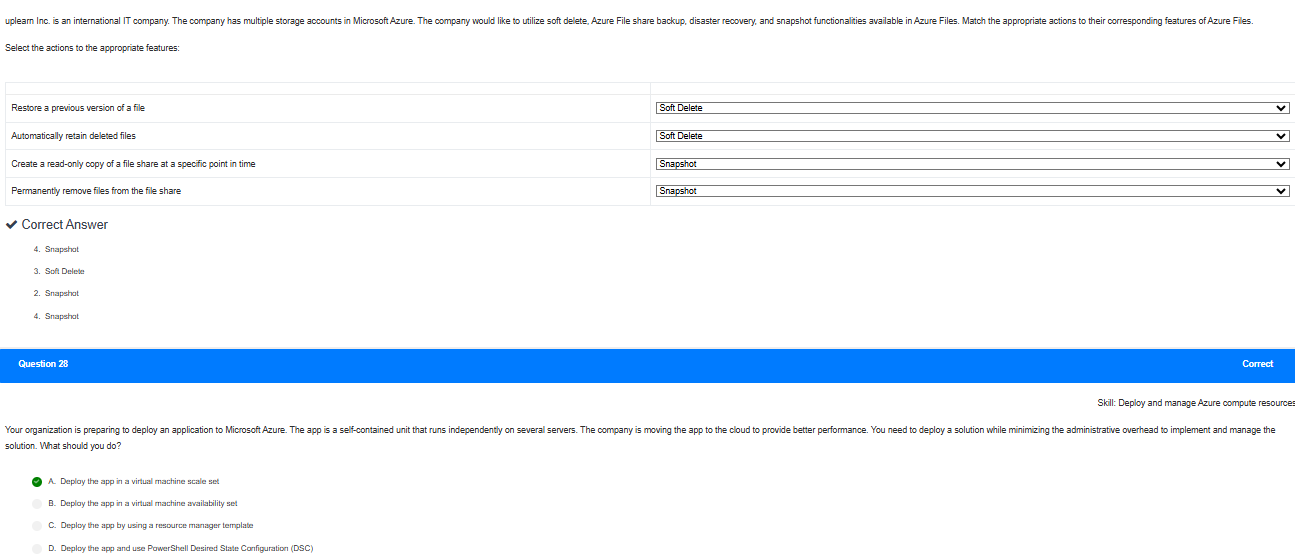 uplearn Inc. is an international IT company. The company has multiple storage accounts in Microsoft Azure. The company would like to utilize soft delete, Azure File share backup, disaster recovery, and snapshot functionalities available in Azure Files. Match the appropriate actions to their corresponding features of Azure Files.
Select the actions to the appropriate features:
Restore a previous version of a file Soft Delete
Automatically retain deleted files Soft Delete
Create a read-only copy of a file share at a specific point in time Snapshot
Permanently remove files from the file share Snapshot
Correct Answer
4. Snapshot
3. Soft Delete
2. Snapshot
4. Snapshot
Question 28 Correct
Skill: Deploy and manage Azure compute resources
Your organization is preparing to deploy an application to Microsoft Azure. The app is a self-contained unit that runs independently on several servers. The company is moving the app to the cloud to provide better performance. You need to deploy a solution while minimizing the administrative overhead to implement and manage the
solution. What should you do?
A. Deploy the app in a virtual machine scale set
B. Deploy the app in a virtual machine availability set
C. Deploy the app by using a resource manager template
D. Deploy the app and use PowerShell Desired State Configuration (DSC)